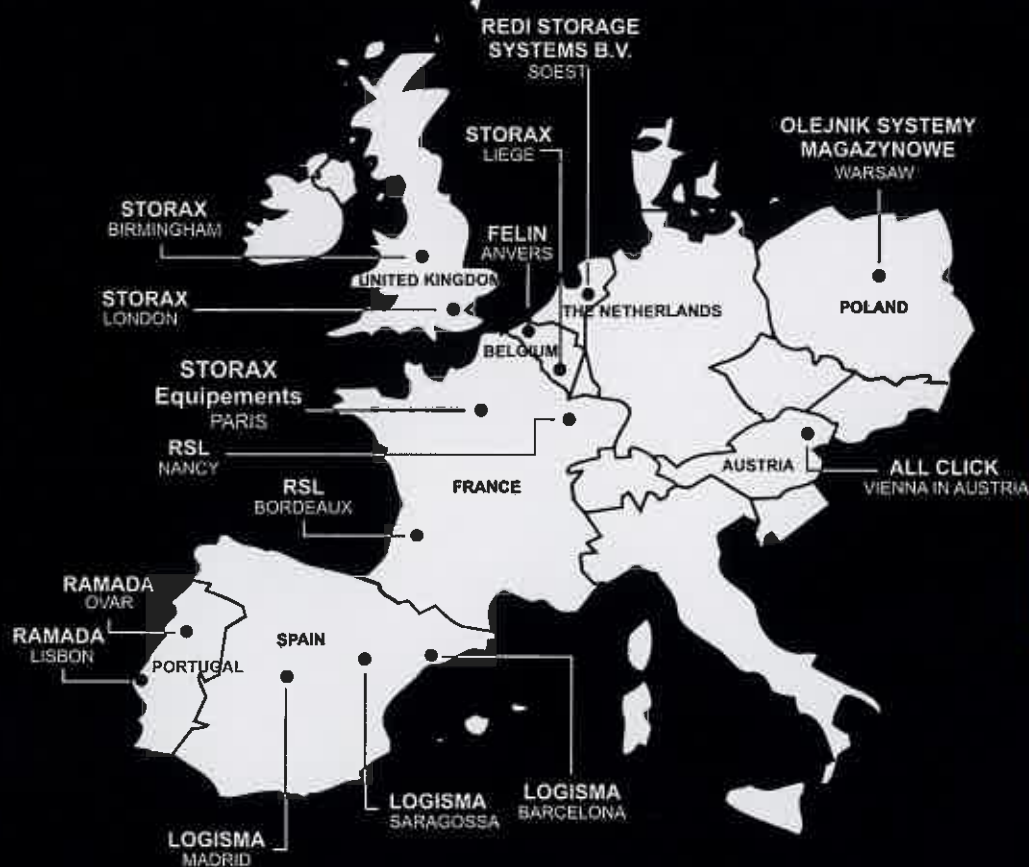 REDI STORAGE
SYSTEMS B.V.
SOEST
STORAX
LIEGE
OLEJNIK SYSTEMY
MAGAZYNOWE
WARSAW
STORAX
BIRMINGHAM
FELIN
ANVERS
UNITED KINGDOM
STORAX
LONDON
THE NETHERLANDS
POLAND
BELGIUM
STORAX
Equipements
PARIS
RSL
NANCY
AUSTRIA
ALL CLICK
VIENNA IN AUSTRIA
FRANCE
RSL
BORDEAUX
RAMADA
OVAR
RAMADA
LISBON
SPAIN
PORTUGAL
LOGISMA
SARAGOSSA
LOGISMA
BARCELONA
LOGISMA
MADRID